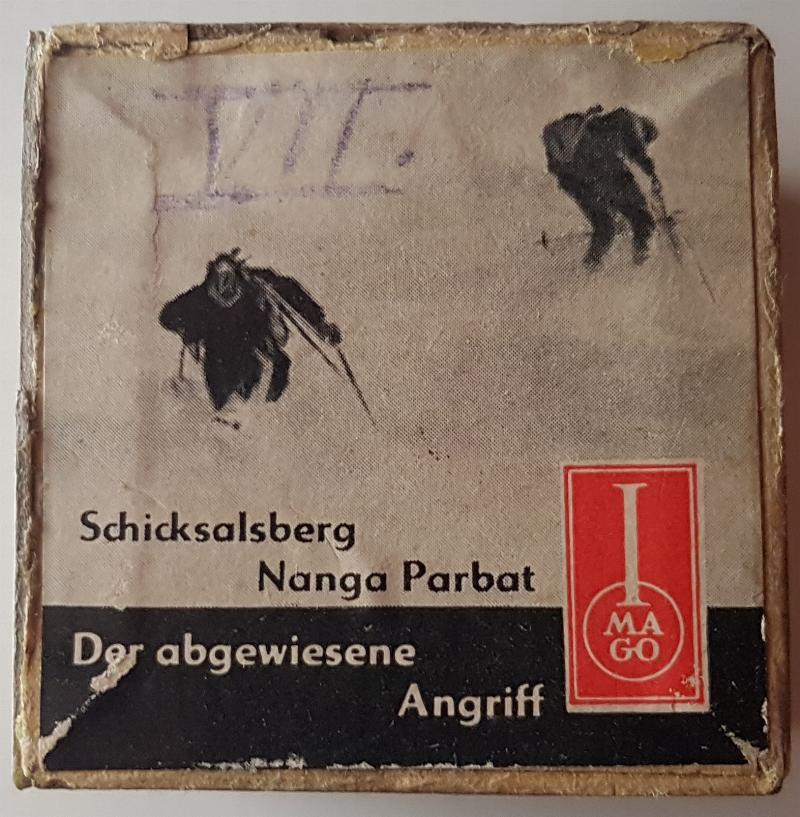 VII.
Schicksalsberg
Nanga Parbat
Der abgewiesene
Angriff
I
MA
GO